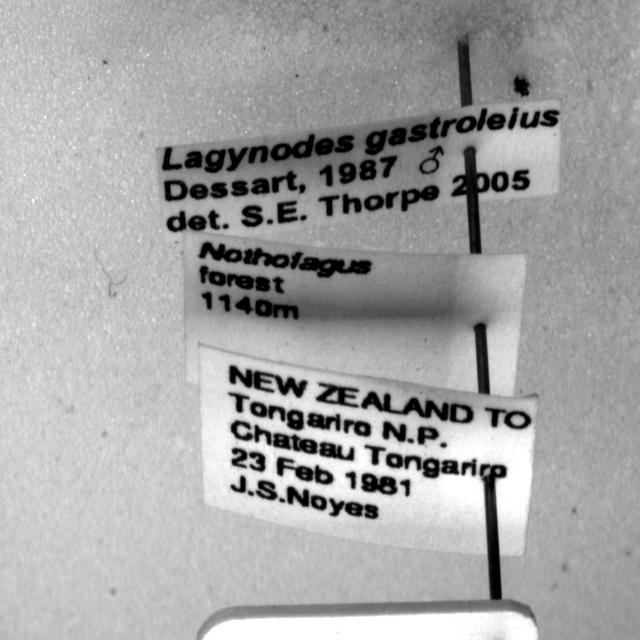 Lagynodes gastroleius
Dessart, 1987 ♂
det. S.E. Thorpe 2005
Nothofagus
forest
1140m
NEW ZEALAND TO
Tongariro N.P.
Chateau Tongariro
23 Feb 1981
J.S.Noyes